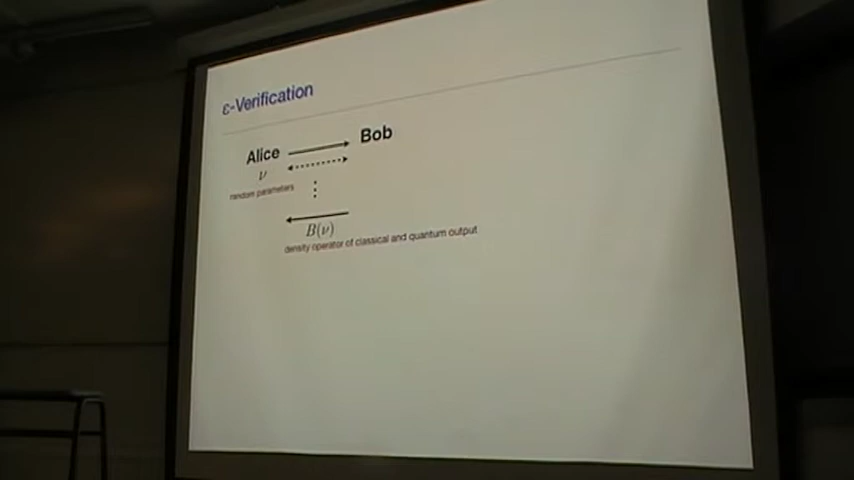 ε-Verification
Alice
Bob
ν
random parameters
B(ν)
density operator of classical and quantum output